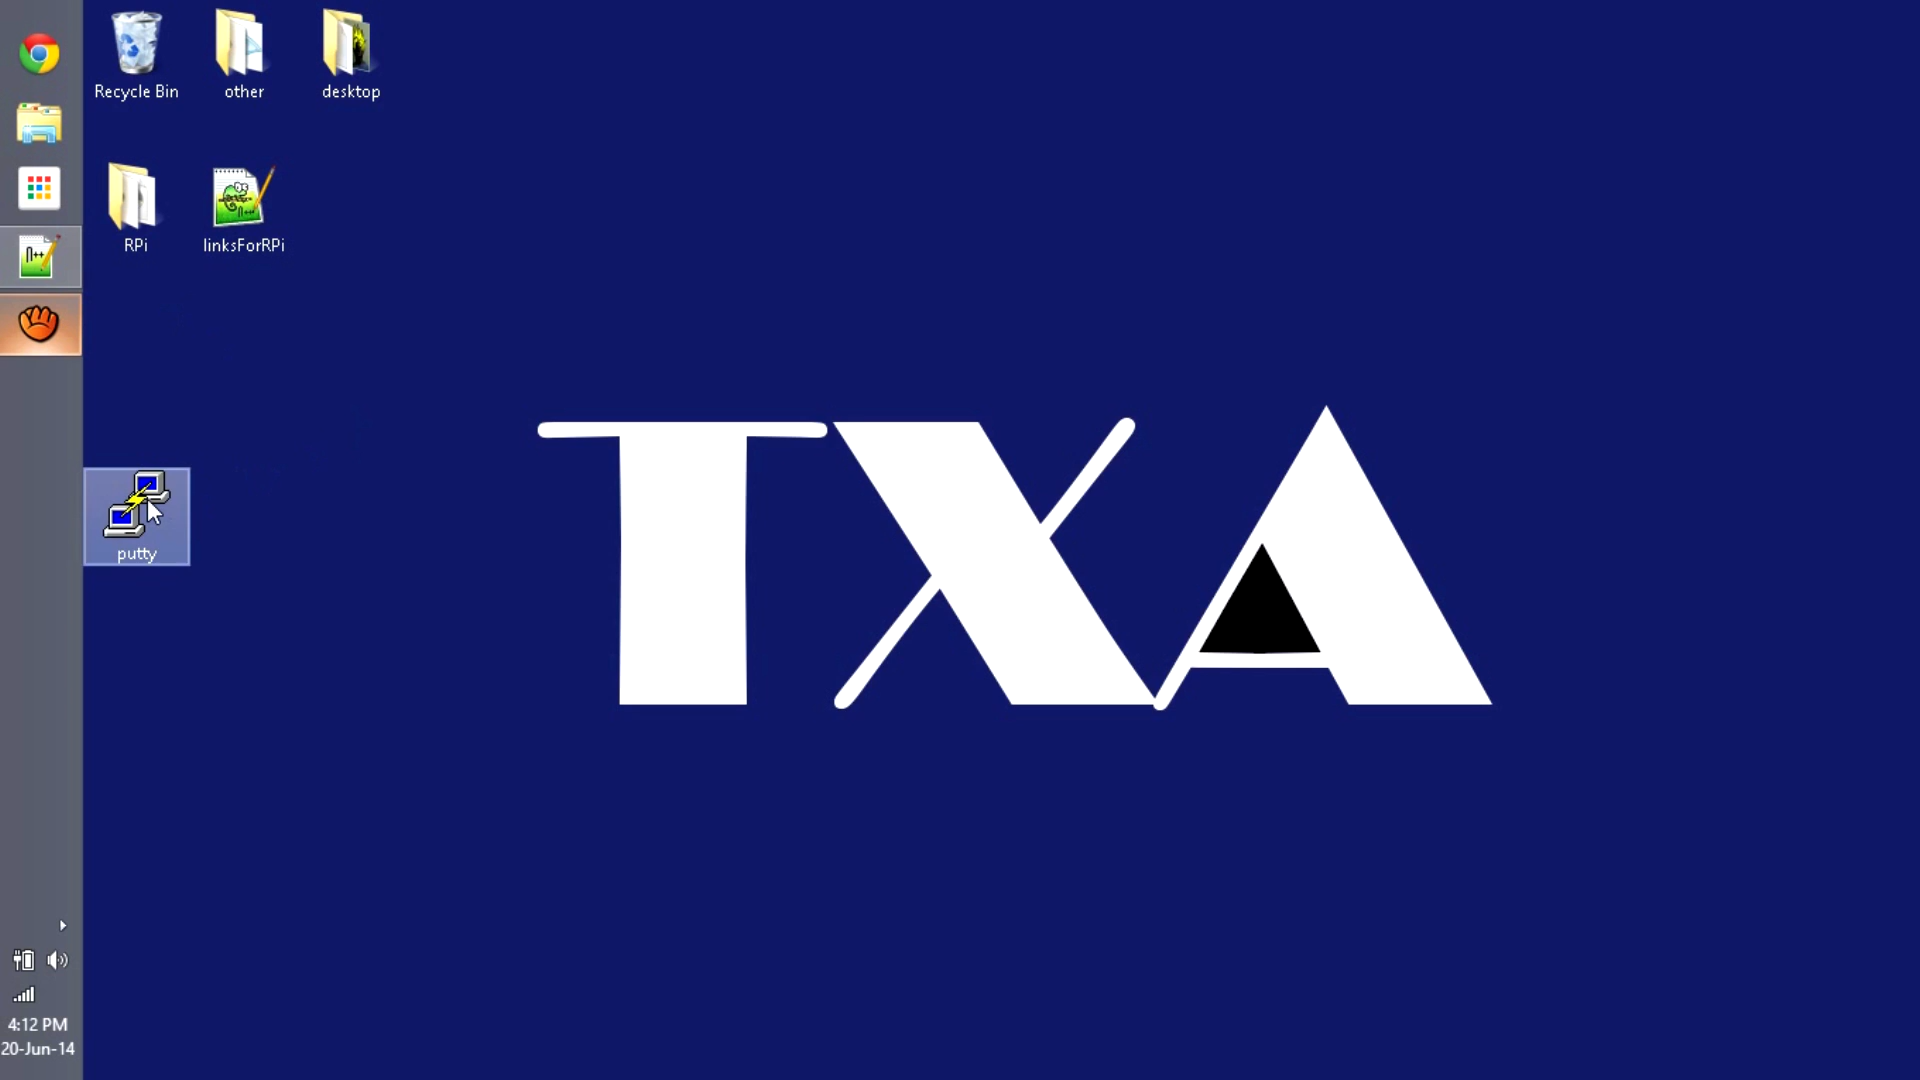 Recycle Bin
other
desktop
RPi
linksForRPi
putty
TXA
4:12 PM
20-Jun-14